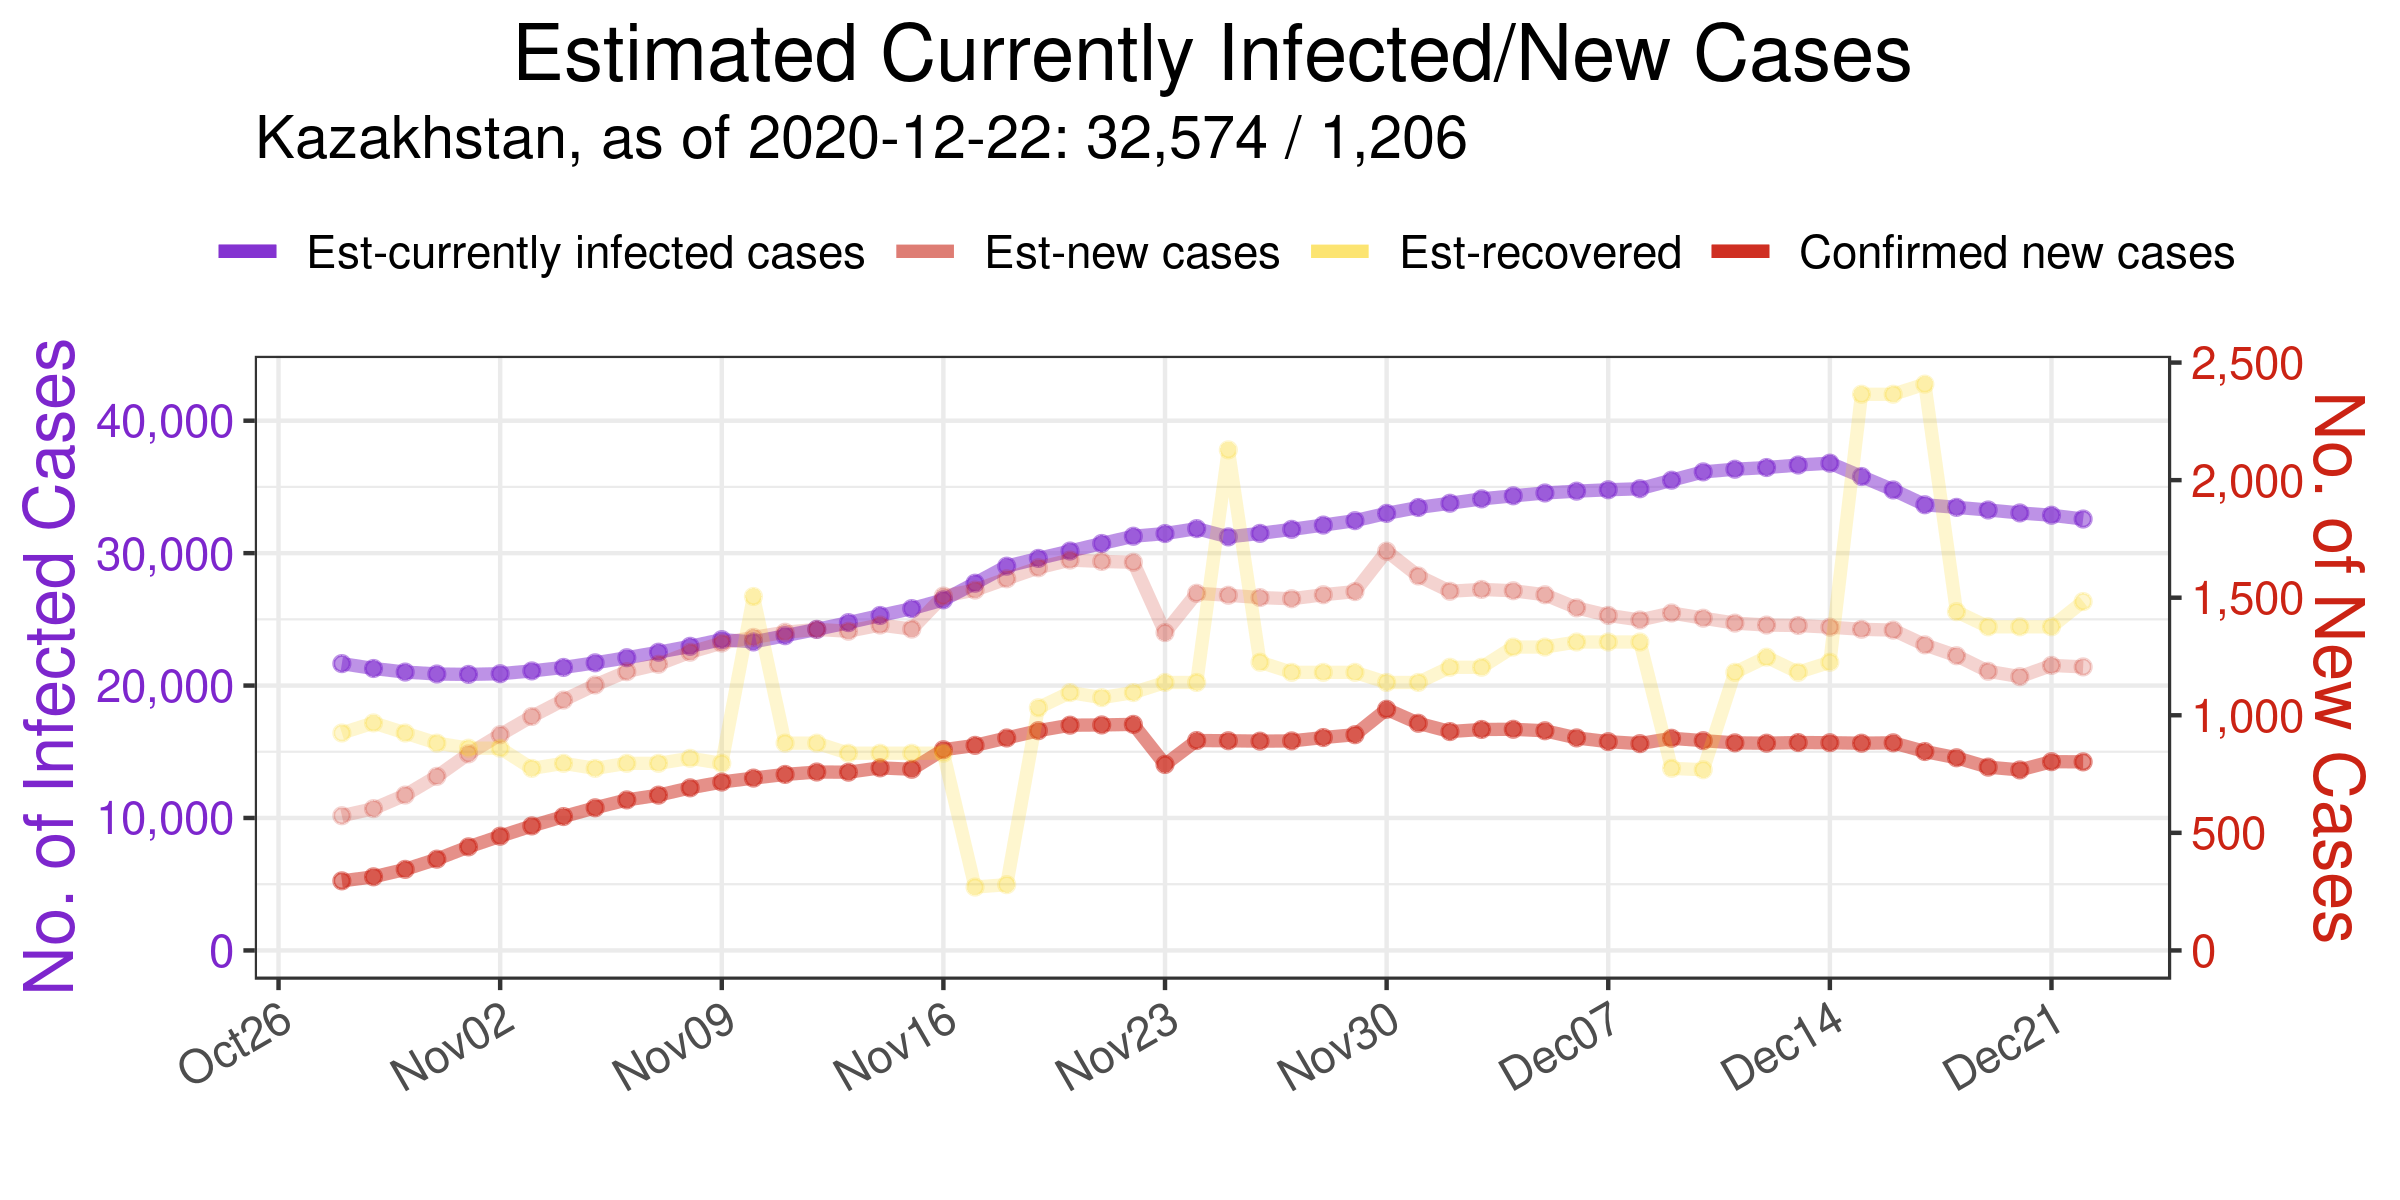 Estimated Currently Infected/New Cases
Kazakhstan, as of 2020-12-22: 32,574 / 1,206
Est-currently infected cases Est-new cases Est-recovered Confirmed new cases
No. of Infected Cases
40,000
30,000
20,000
10,000
0
2,500
2,000
1,500
1,000
500
0
No. of New Cases
Oct26 Nov02 Nov09 Nov16 Nov23 Nov30 Dec07 Dec14 Dec21